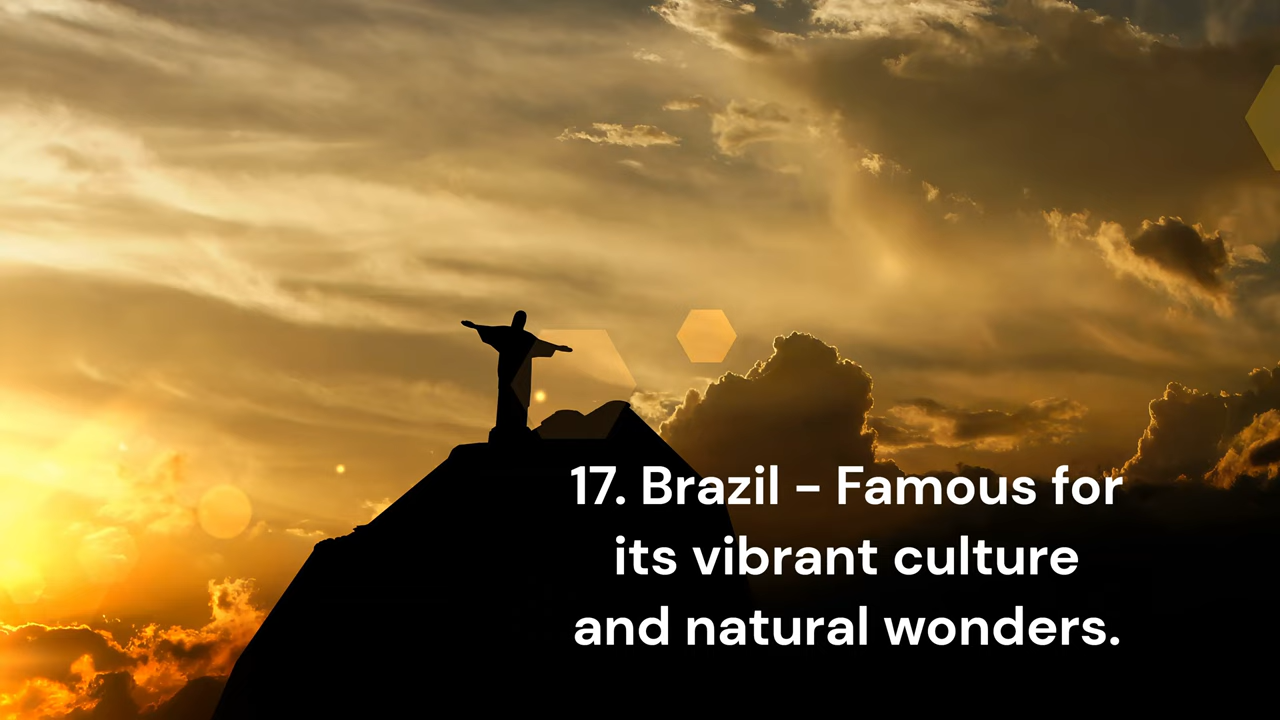 17. Brazil – Famous for
its vibrant culture
and natural wonders.